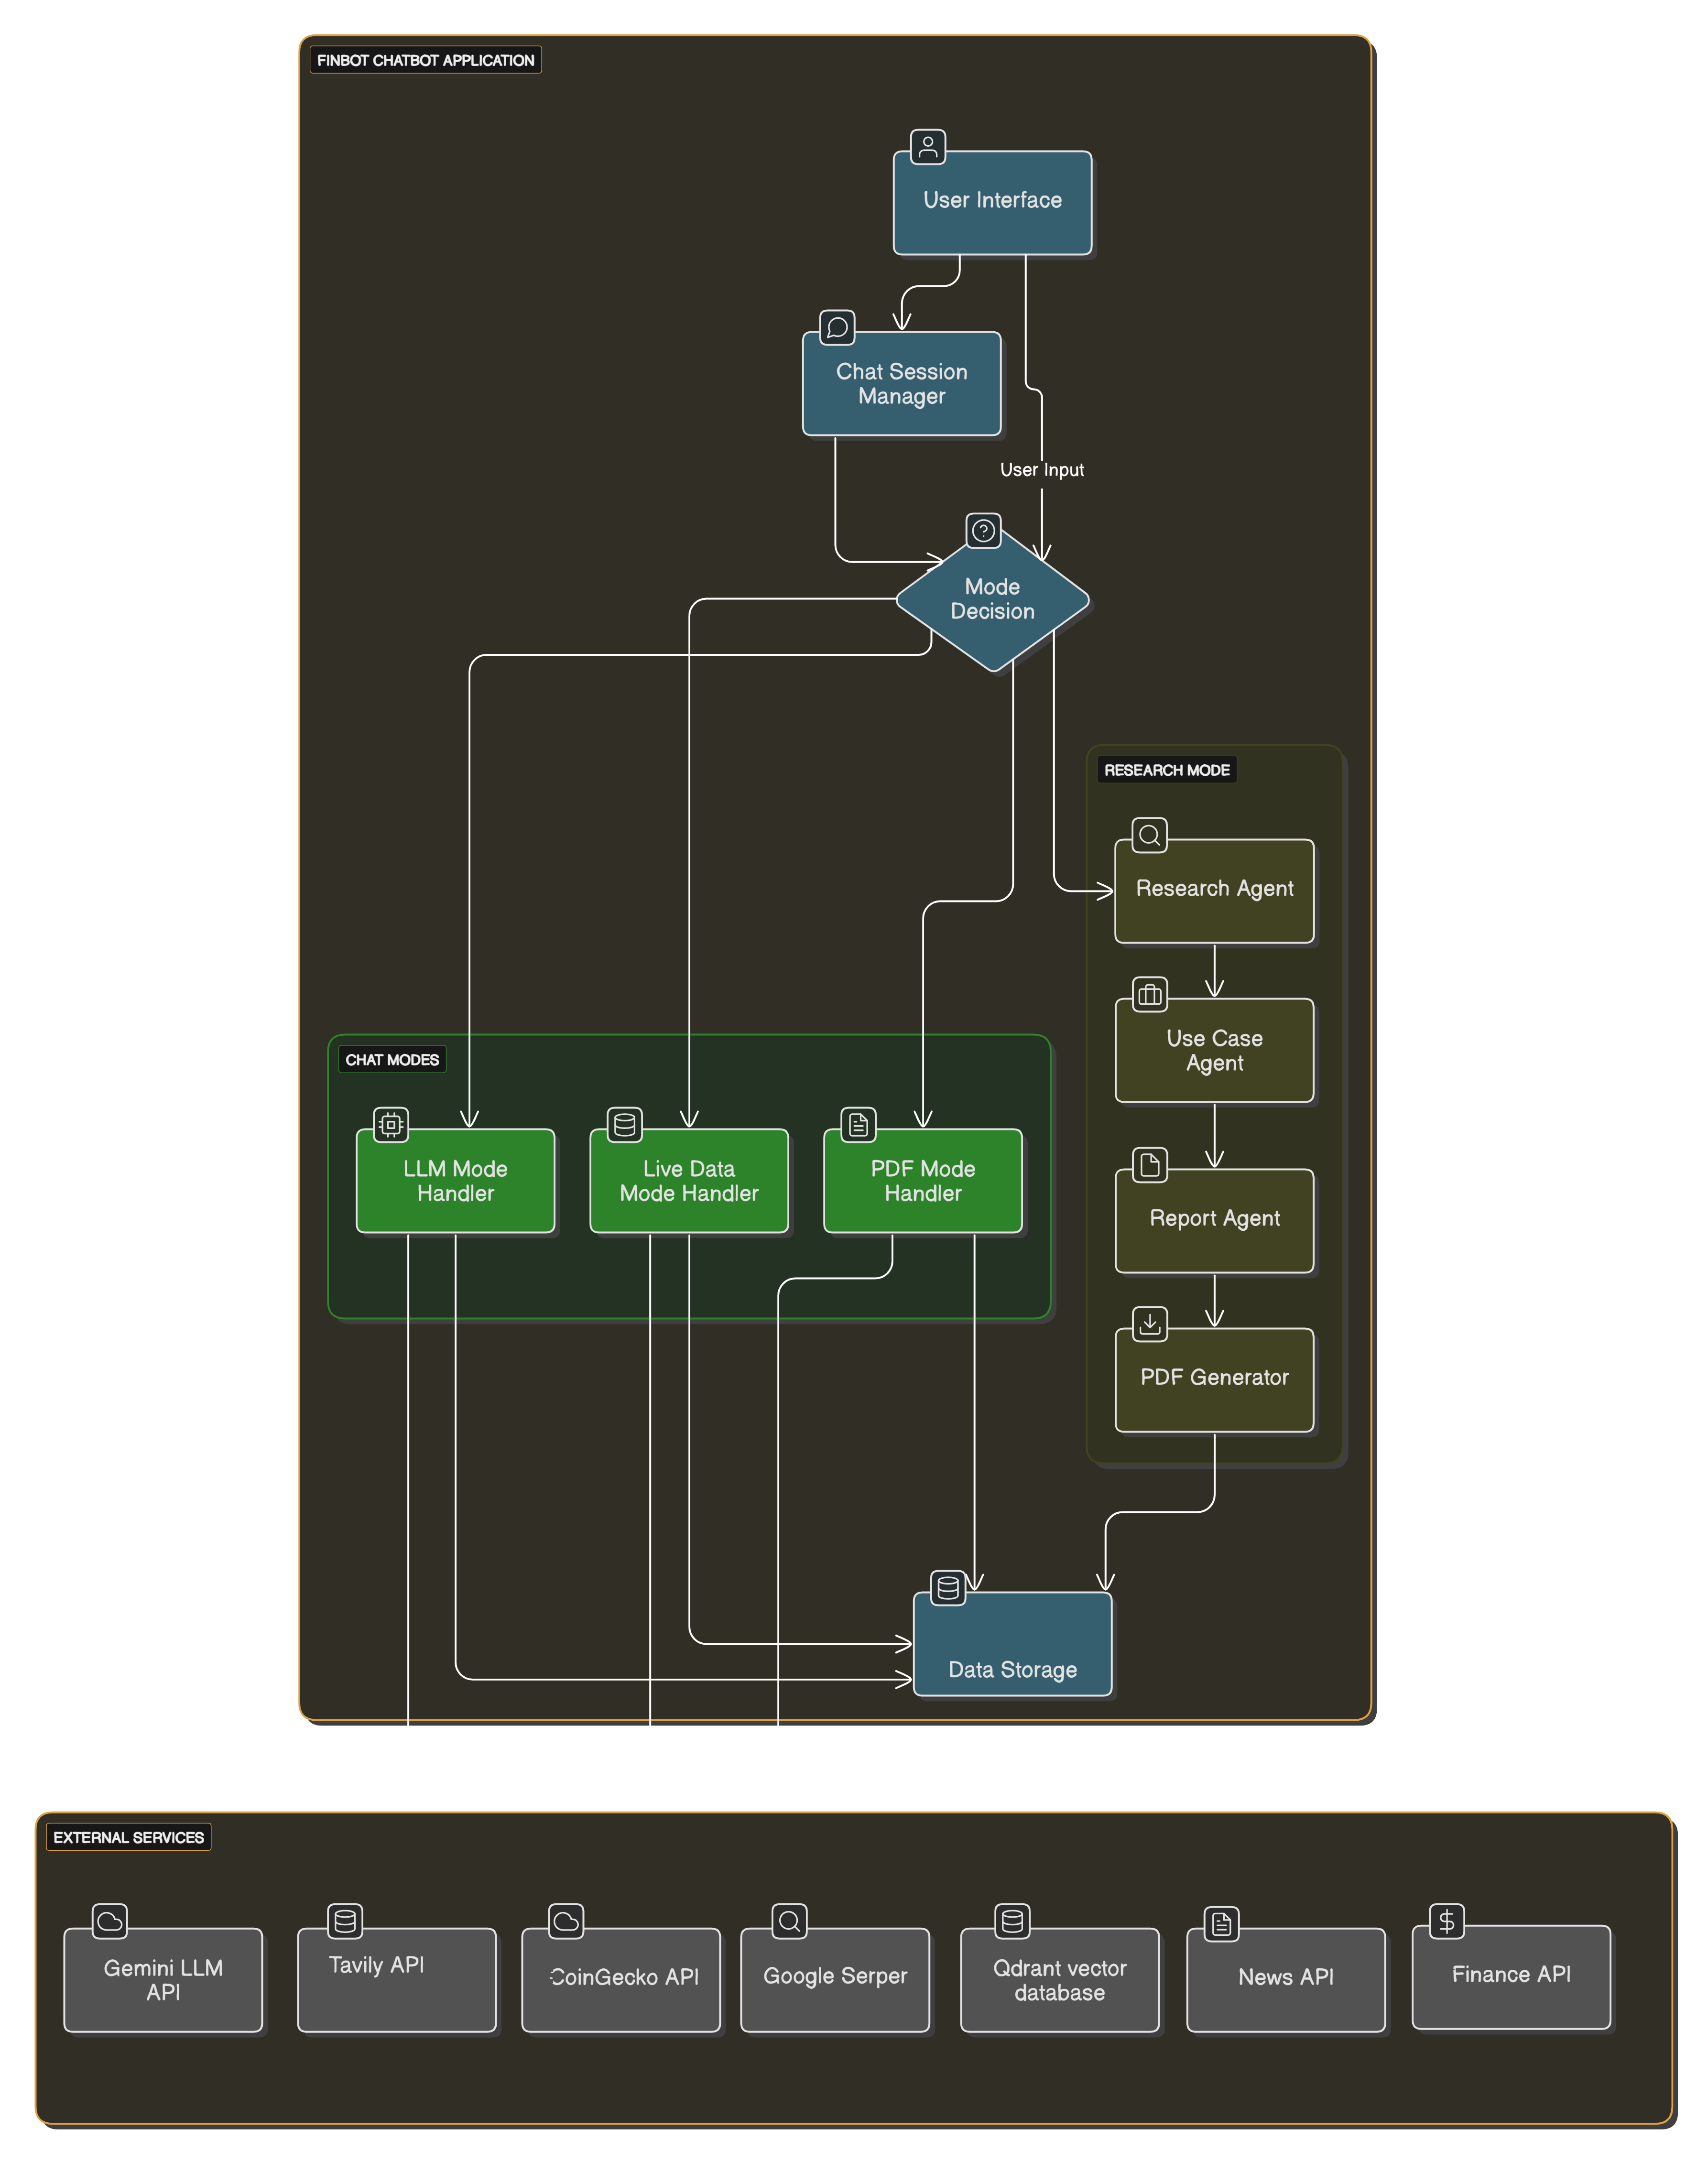 FINBOT CHATBOT APPLICATION
User Interface
Chat Session
Manager
User Input
Mode
Decision
RESEARCH MODE
Research Agent
Use Case
Agent
CHAT MODES
LLM Mode
Handler
Live Data
Mode Handler
PDF Mode
Handler
Report Agent
PDF Generator
Data Storage
EXTERNAL SERVICES
Gemini LLM
API
Tavily API
CoinGecko API
Google Serper
Qdrant vector
database
News API
Finance API